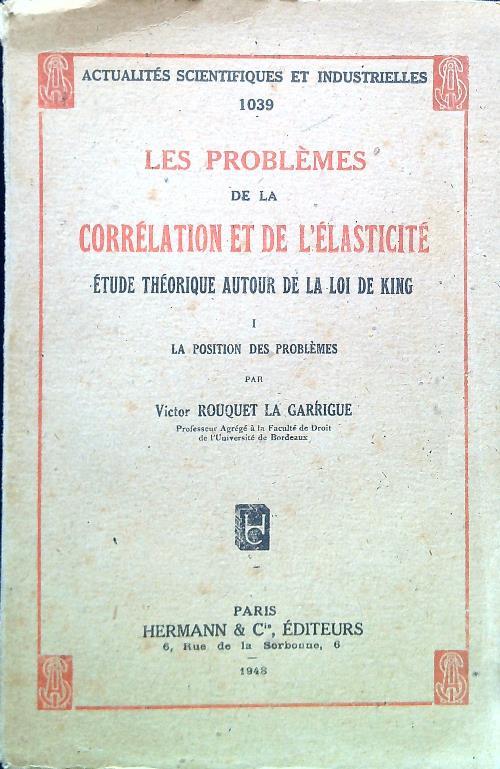 ACTUALITÉS SCIENTIFIQUES ET INDUSTRIELLES
1039
LES PROBLÈMES
DE LA
CORRÉLATION ET DE L'ÉLASTICITÉ
ÉTUDE THÉORIQUE AUTOUR DE LA LOI DE KING
I
LA POSITION DES PROBLÈMES
PAR
Victor ROUQUET LA GARRIGUE
Professeur Agrégé à la Faculté de Droit
de l'Université de Bordeaux
PARIS
HERMANN & Cie, ÉDITEURS
6, Rue de la Sorbonne, 6
1948